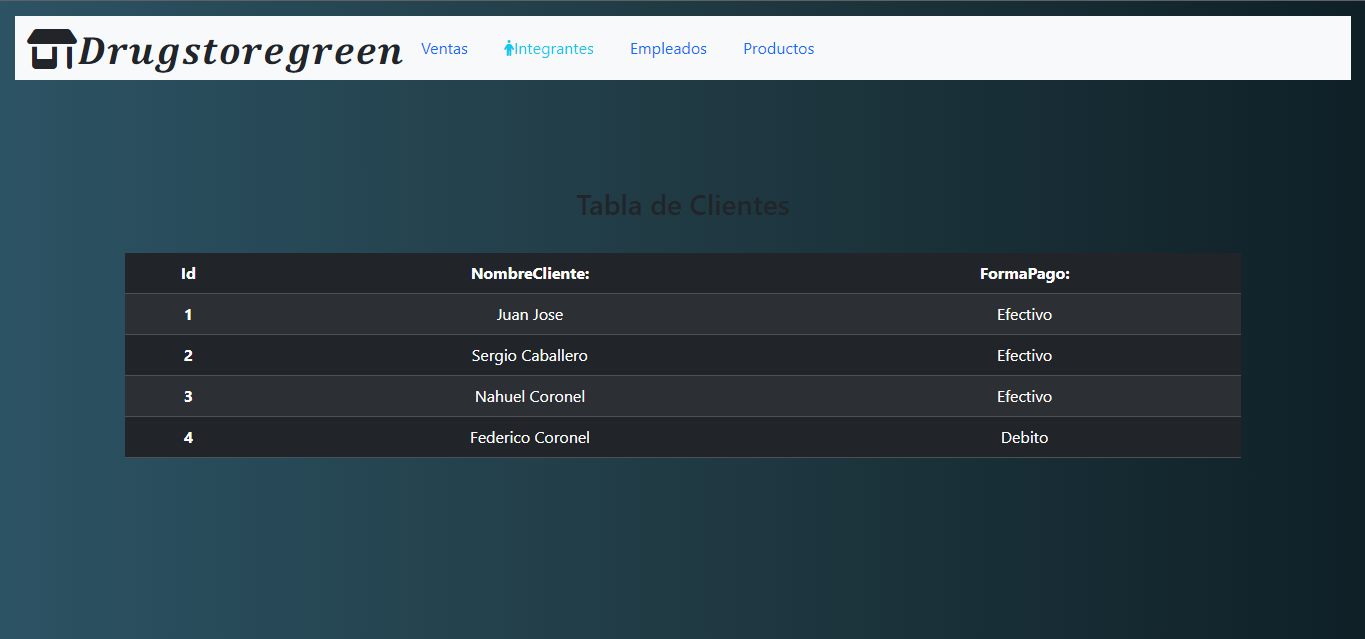 Drugstoregreen Ventas Integrantes Empleados Productos
Tabla de Clientes
Id NombreCliente: FormaPago:
1 Juan Jose Efectivo
2 Sergio Caballero Efectivo
3 Nahuel Coronel Efectivo
4 Federico Coronel Debito